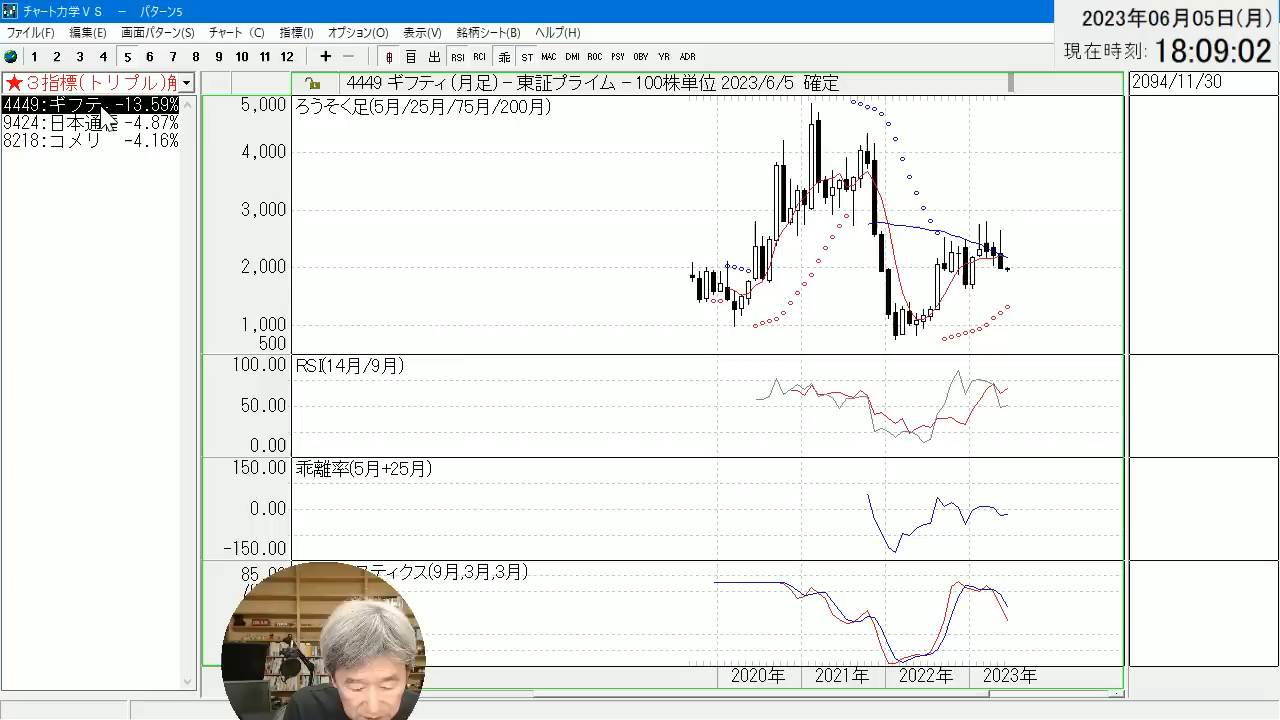 チャート力学VS － パターン5
2023年06月05日(月)
現在時刻: 18:09:02
ファイル(F) 編集(E) 画面パターン(S) チャート (C) 指標(I) オプション(O) 表示(V) 銘柄シート(B) ヘルプ(H)
1 2 3 4 5 6 7 8 9 10 11 12 + － 日 出 RSI RCI 乖 ST MAC DMI ROC PSY OBV YR ADR
★３指標(トリプル)
4449 ギフティ (月足) － 東証プライム － 100株単位 2023/6/5 確定
2094/11/30
4449:ギフテ -13.59%
9424:日本通 -4.87%
8218:コメリ -4.16%
ろうそく足(5月/25月/75月/200月)
5,000
4,000
3,000
2,000
1,000
500
RSI(14月/9月)
100.00
50.00
0.00
乖離率(5月+25月)
150.00
0.00
-150.00
スティクス(9月,3月,3月)
2020年 2021年 2022年 2023年